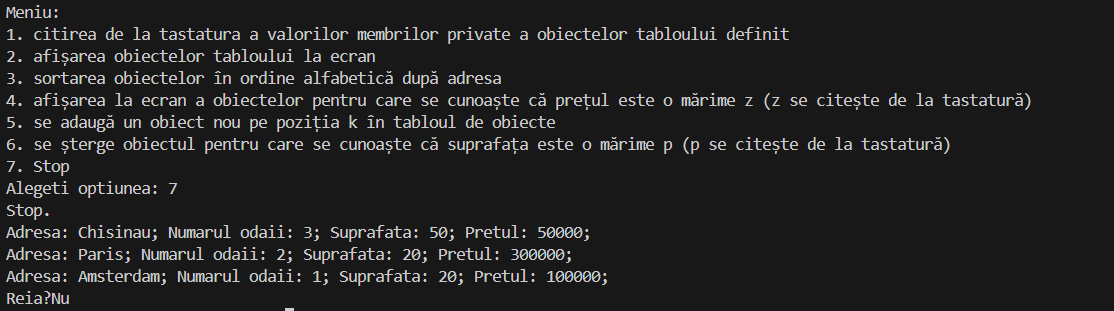 Meniu:
1. citirea de la tastatura a valorilor membrilor private a obiectelor tabloului definit
2. afișarea obiectelor tabloului la ecran
3. sortarea obiectelor în ordine alfabetică după adresa
4. afișarea la ecran a obiectelor pentru care se cunoaște că prețul este o mărime z (z se citește de la tastatură)
5. se adaugă un obiect nou pe poziția k în tabloul de obiecte
6. se șterge obiectul pentru care se cunoaște că suprafața este o mărime p (p se citește de la tastatură)
7. Stop
Alegeti optiunea: 7
Stop.
Adresa: Chisinau; Numarul odaii: 3; Suprafata: 50; Pretul: 50000;
Adresa: Paris; Numarul odaii: 2; Suprafata: 20; Pretul: 300000;
Adresa: Amsterdam; Numarul odaii: 1; Suprafata: 20; Pretul: 100000;
Reia?Nu